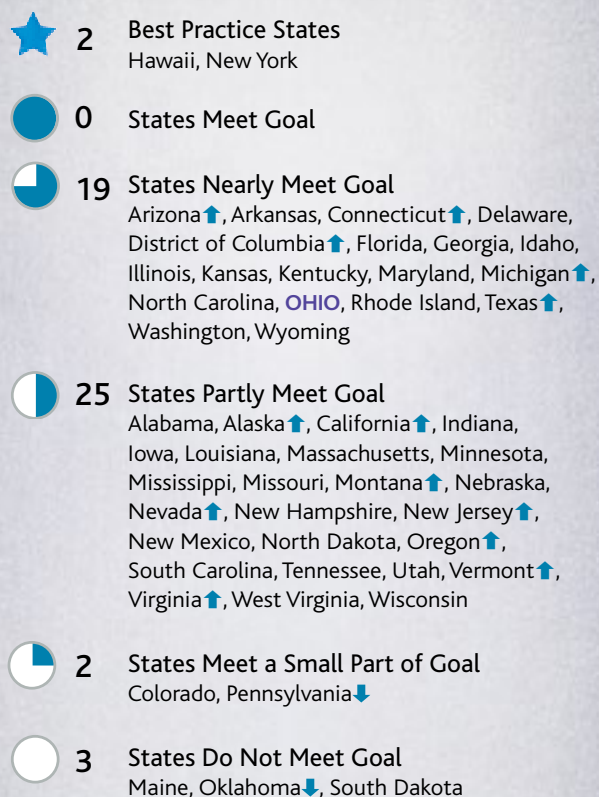 2 Best Practice States
Hawaii, New York
0 States Meet Goal
19 States Nearly Meet Goal
Arizona⬆, Arkansas, Connecticut⬆, Delaware,
District of Columbia⬆, Florida, Georgia, Idaho,
Illinois, Kansas, Kentucky, Maryland, Michigan⬆,
North Carolina, OHIO, Rhode Island, Texas⬆,
Washington, Wyoming
25 States Partly Meet Goal
Alabama, Alaska⬆, California⬆, Indiana,
Iowa, Louisiana, Massachusetts, Minnesota,
Mississippi, Missouri, Montana⬆, Nebraska,
Nevada⬆, New Hampshire, New Jersey⬆,
New Mexico, North Dakota, Oregon⬆,
South Carolina, Tennessee, Utah, Vermont⬆,
Virginia⬆, West Virginia, Wisconsin
2 States Meet a Small Part of Goal
Colorado, Pennsylvania⬇
3 States Do Not Meet Goal
Maine, Oklahoma⬇, South Dakota